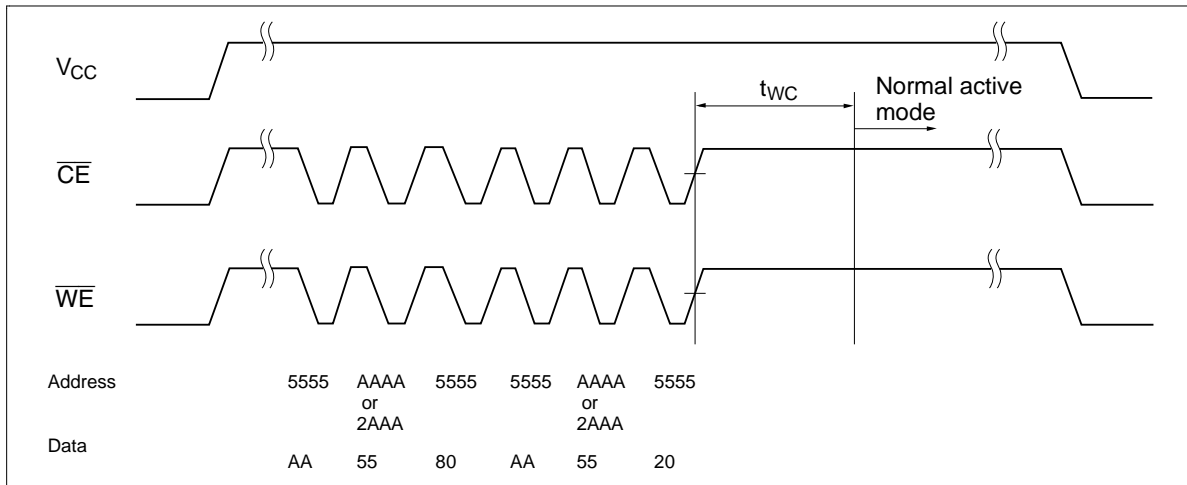 VCC
tWC
Normal active
mode
CE
WE
Address 5555 AAAA 5555 5555 AAAA 5555
or or
2AAA 2AAA
Data
AA 55 80 AA 55 20